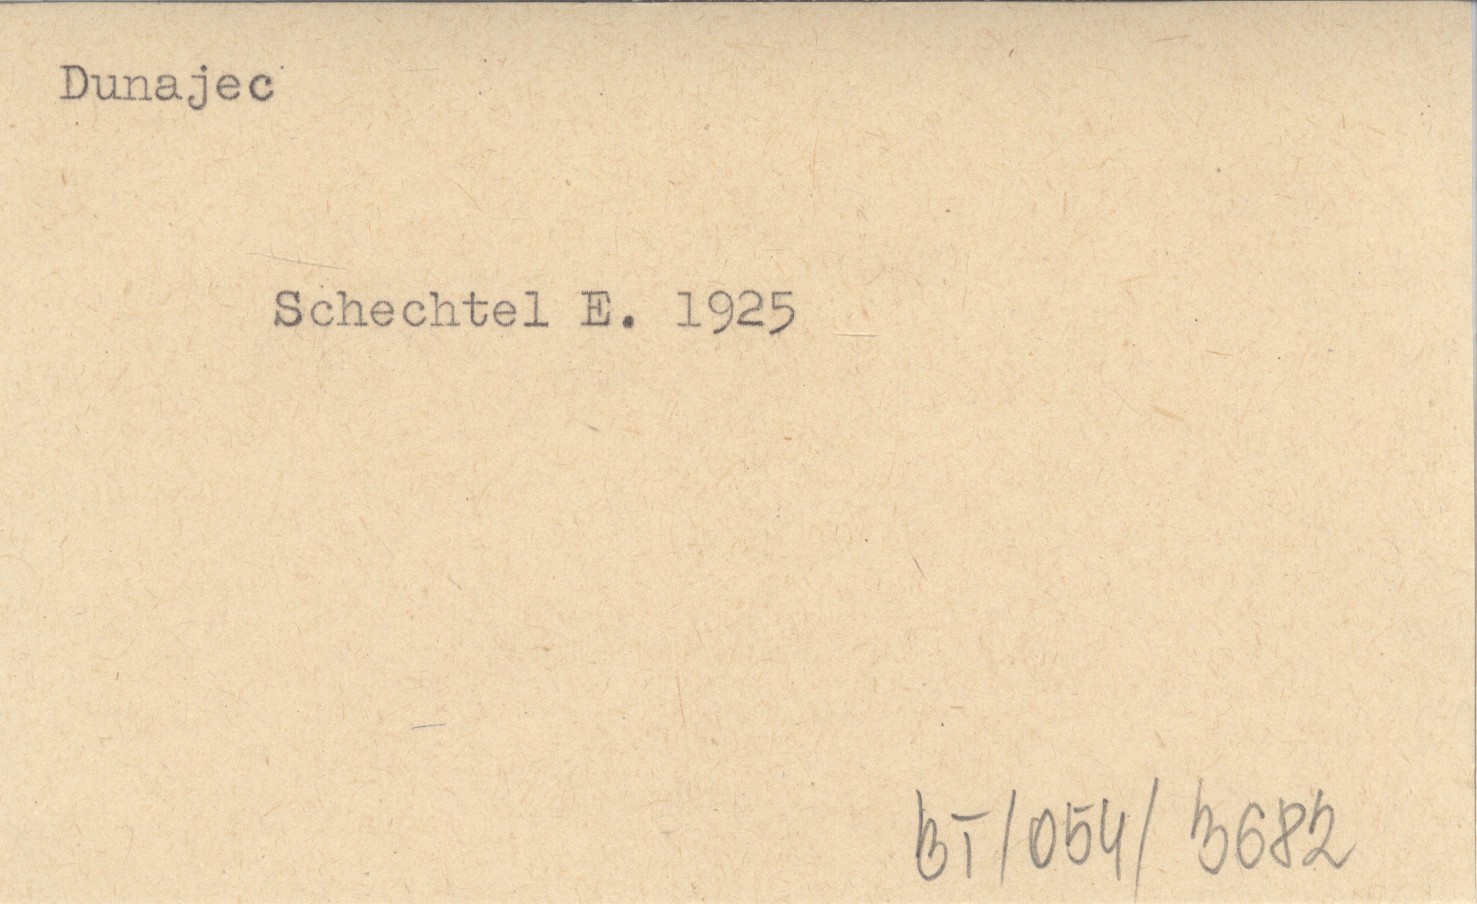 Dunajec
Schechtel E. 1925
BT/054/3682